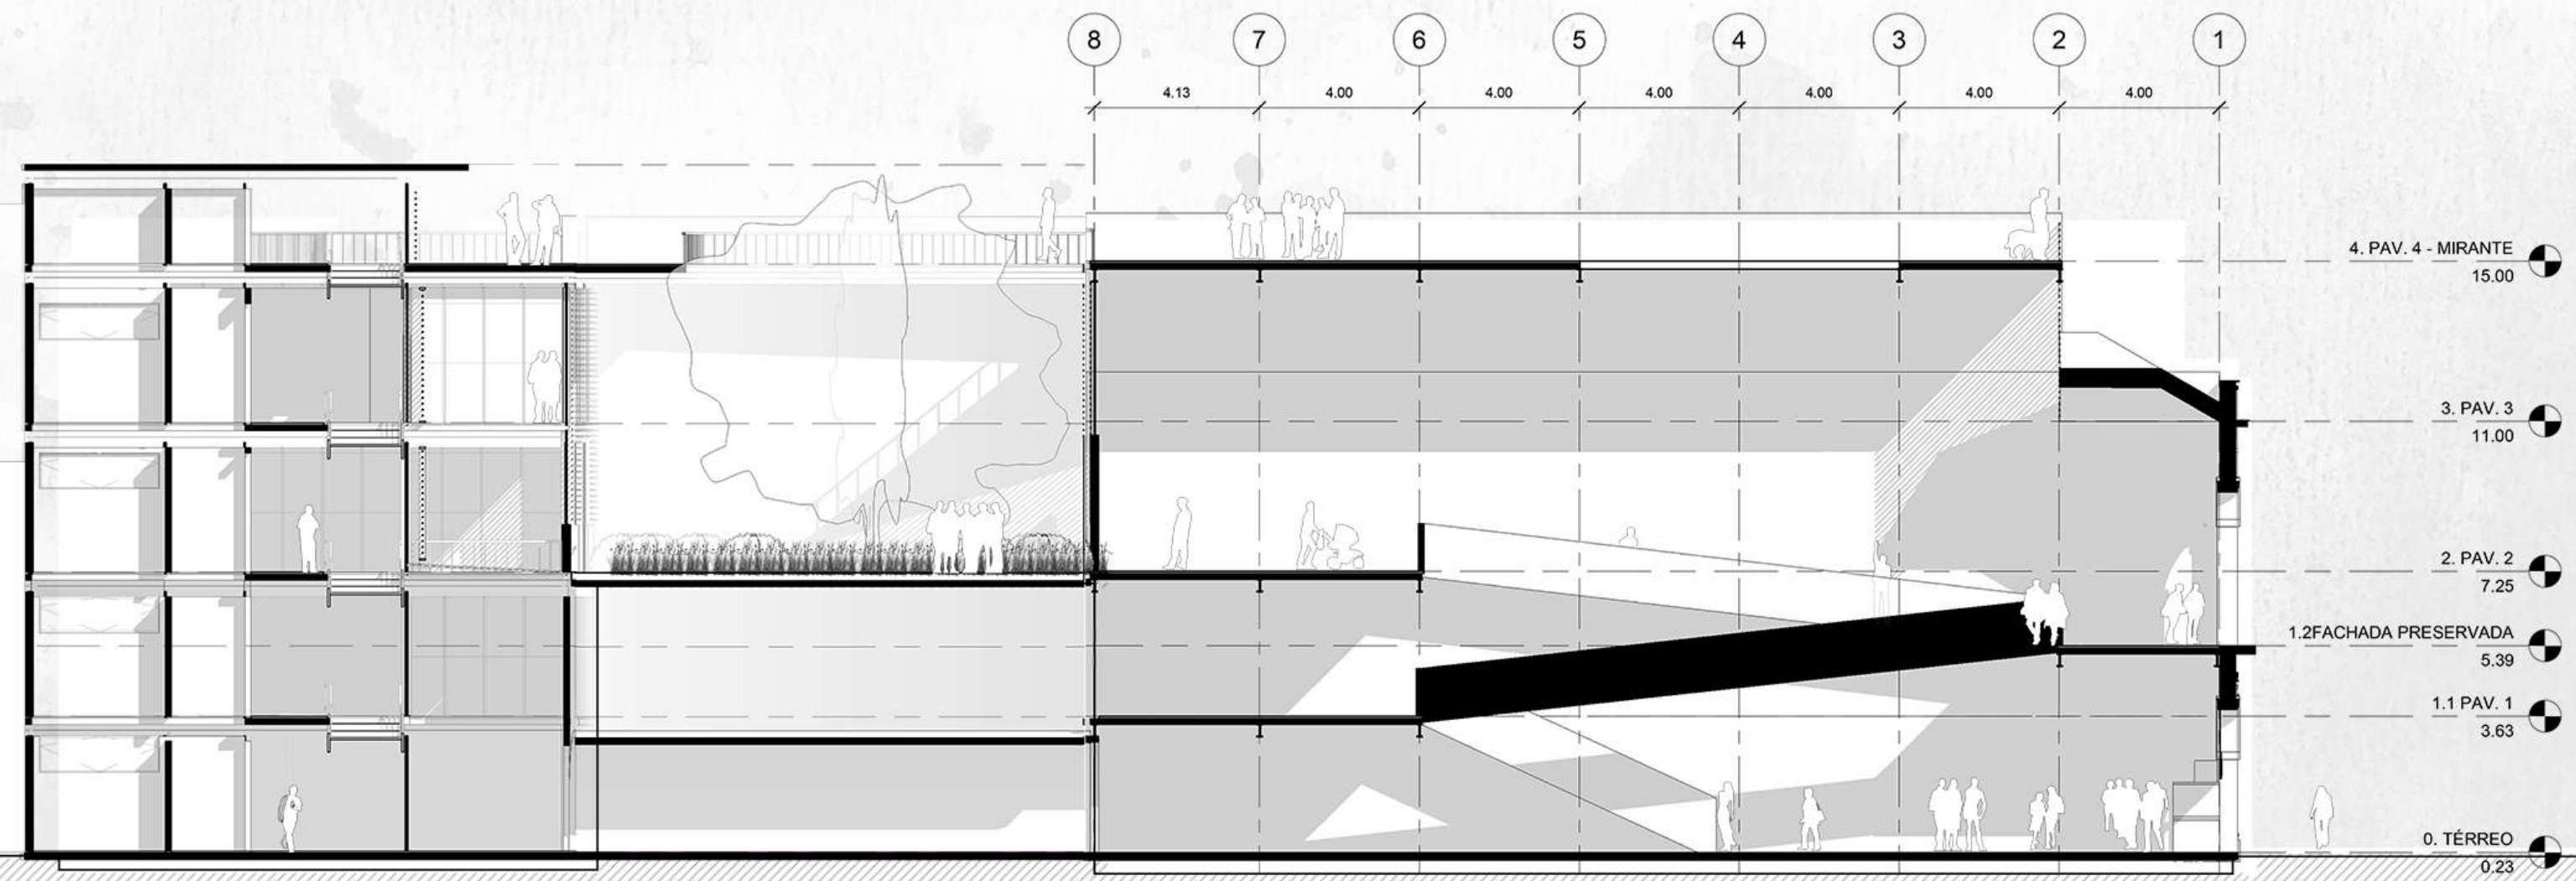 8 7 6 5 4 3 2 1
4.13 4.00 4.00 4.00 4.00 4.00 4.00
4. PAV. 4 - MIRANTE
15.00
3. PAV. 3
11.00
2. PAV. 2
7.25
1.2FACHADA PRESERVADA
5.39
1.1 PAV. 1
3.63
0. TÉRREO
0.23